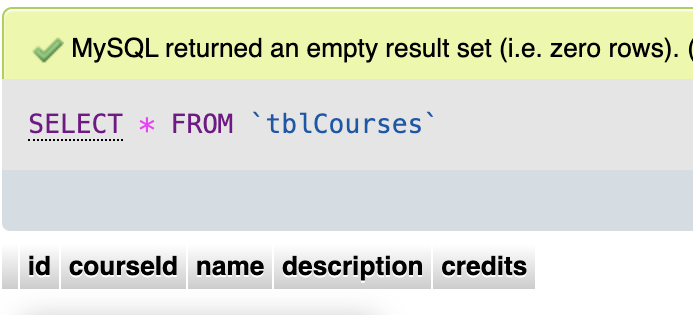 MySQL returned an empty result set (i.e. zero rows). (
SELECT * FROM `tblCourses`
id courseId name description credits